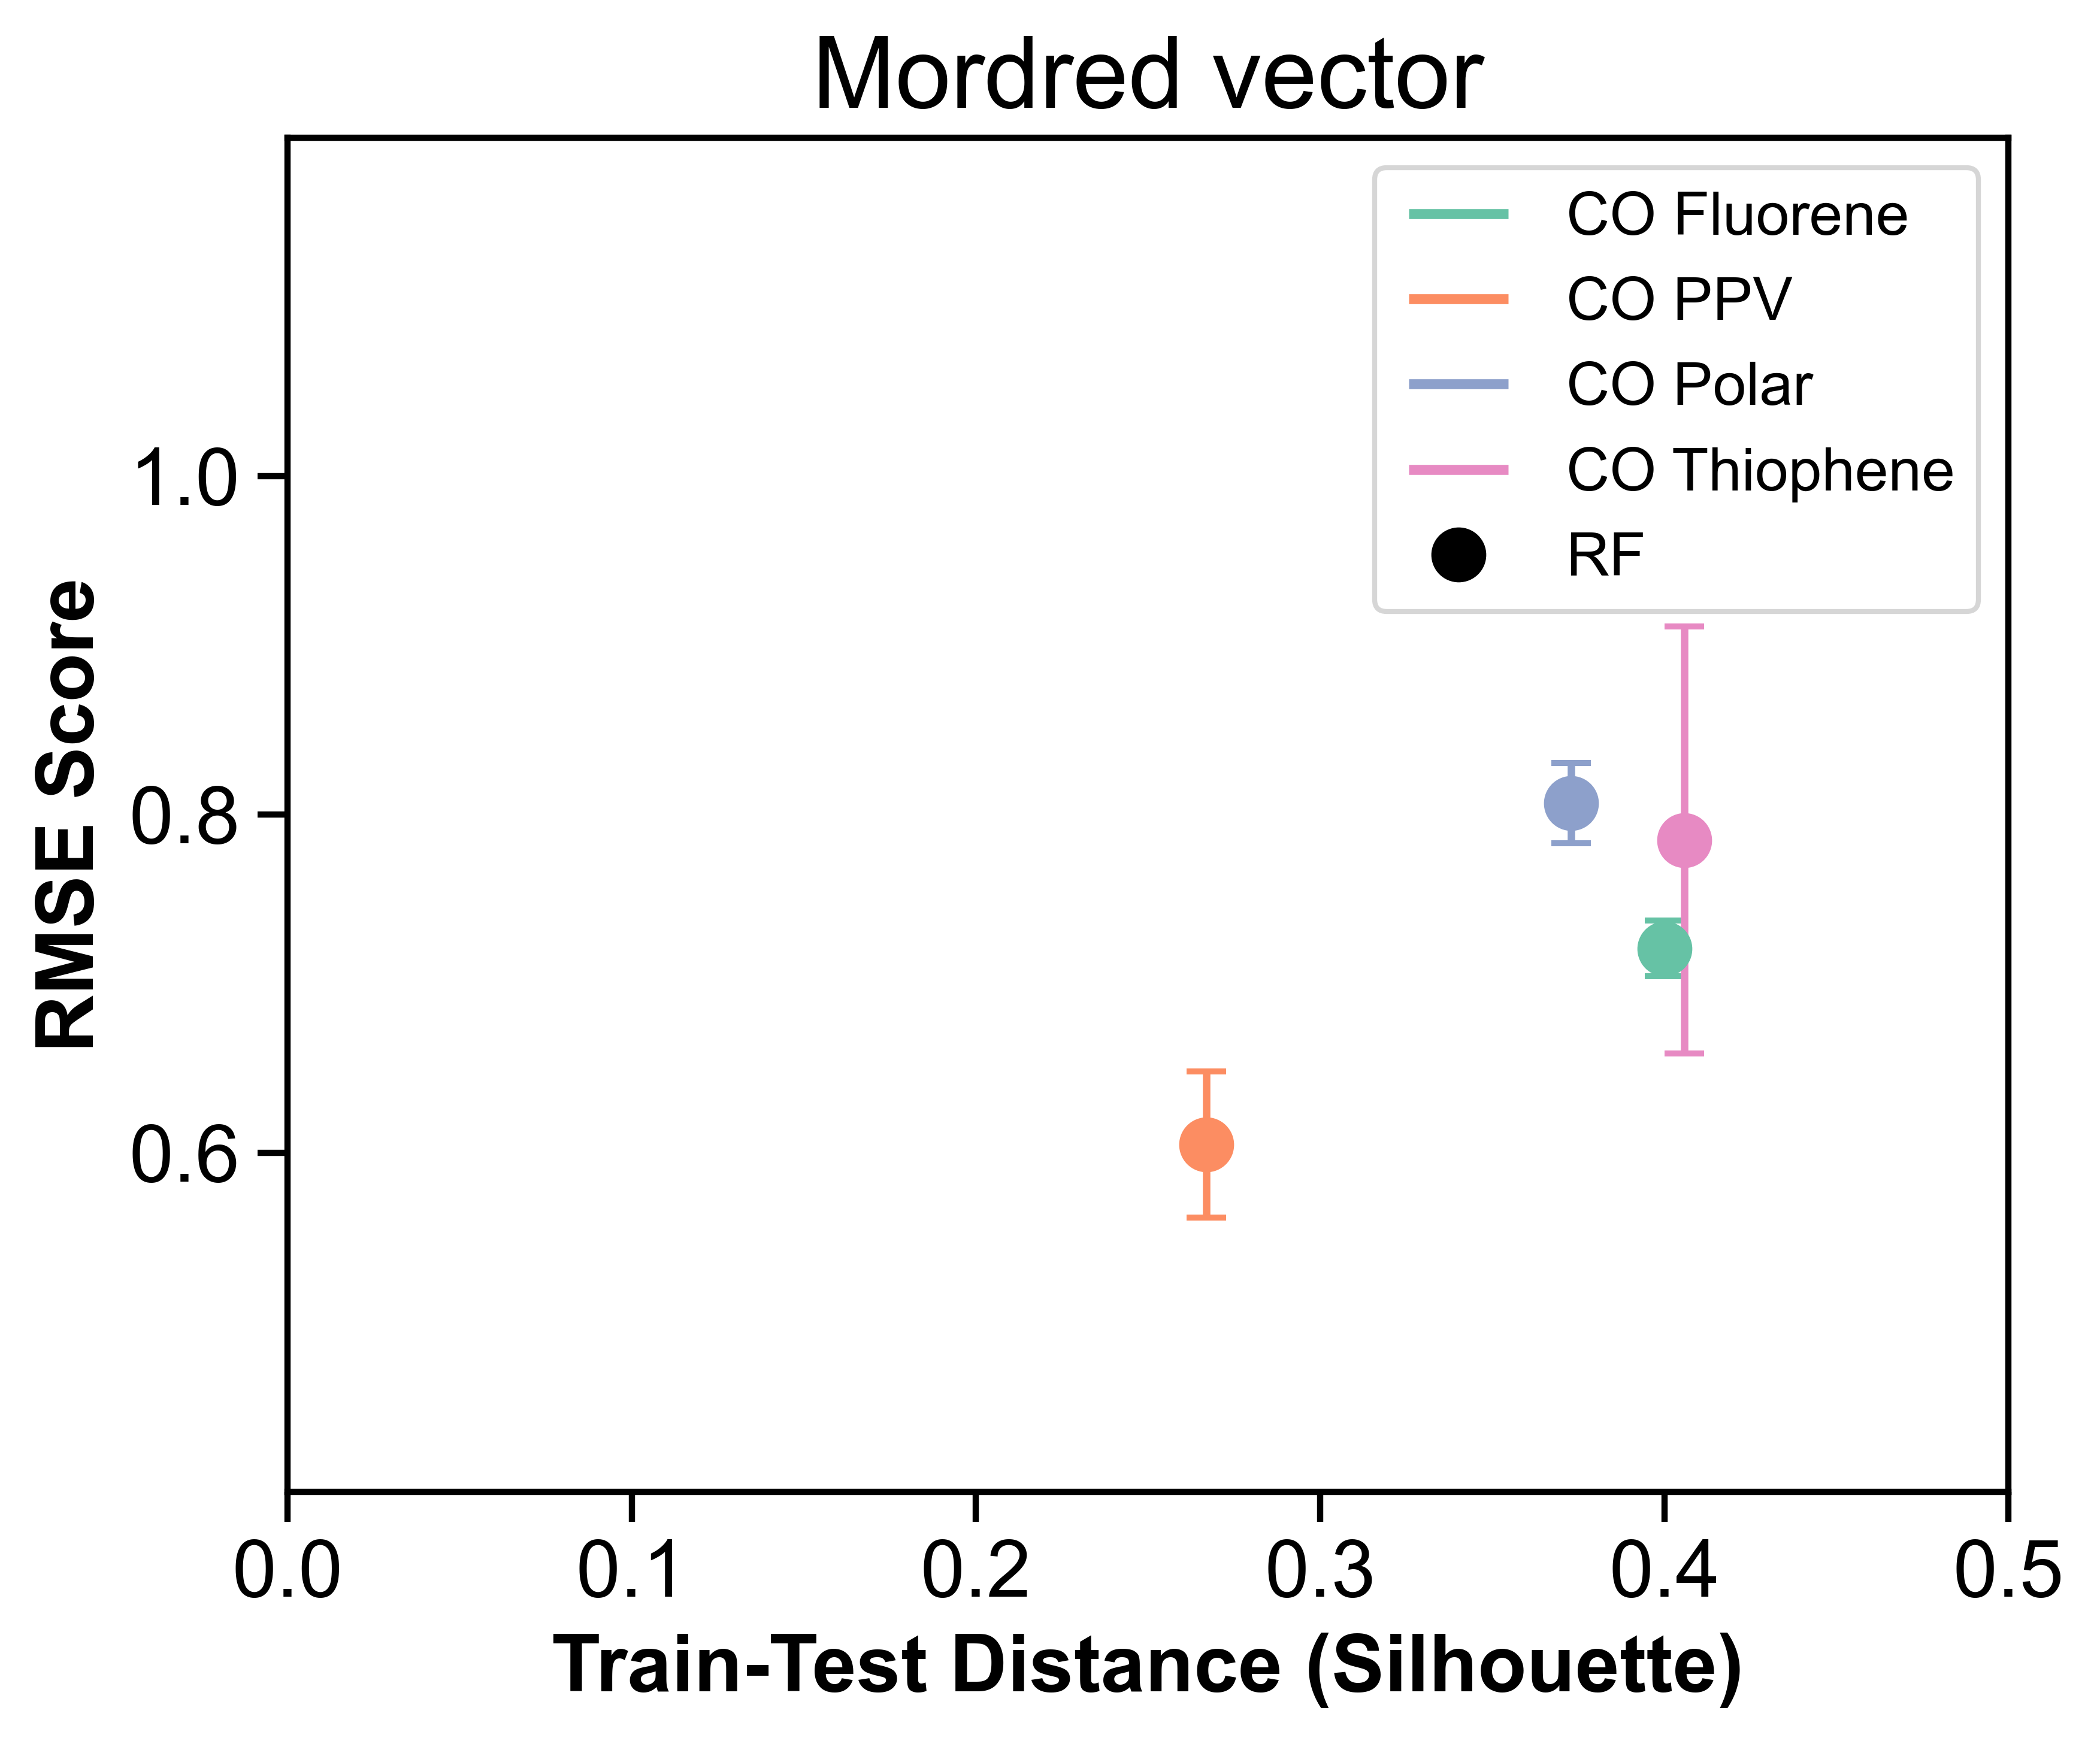 Mordred vector
CO Fluorene
CO PPV
CO Polar
CO Thiophene
RF
RMSE Score
1.0
0.8
0.6
0.0 0.1 0.2 0.3 0.4 0.5
Train-Test Distance (Silhouette)